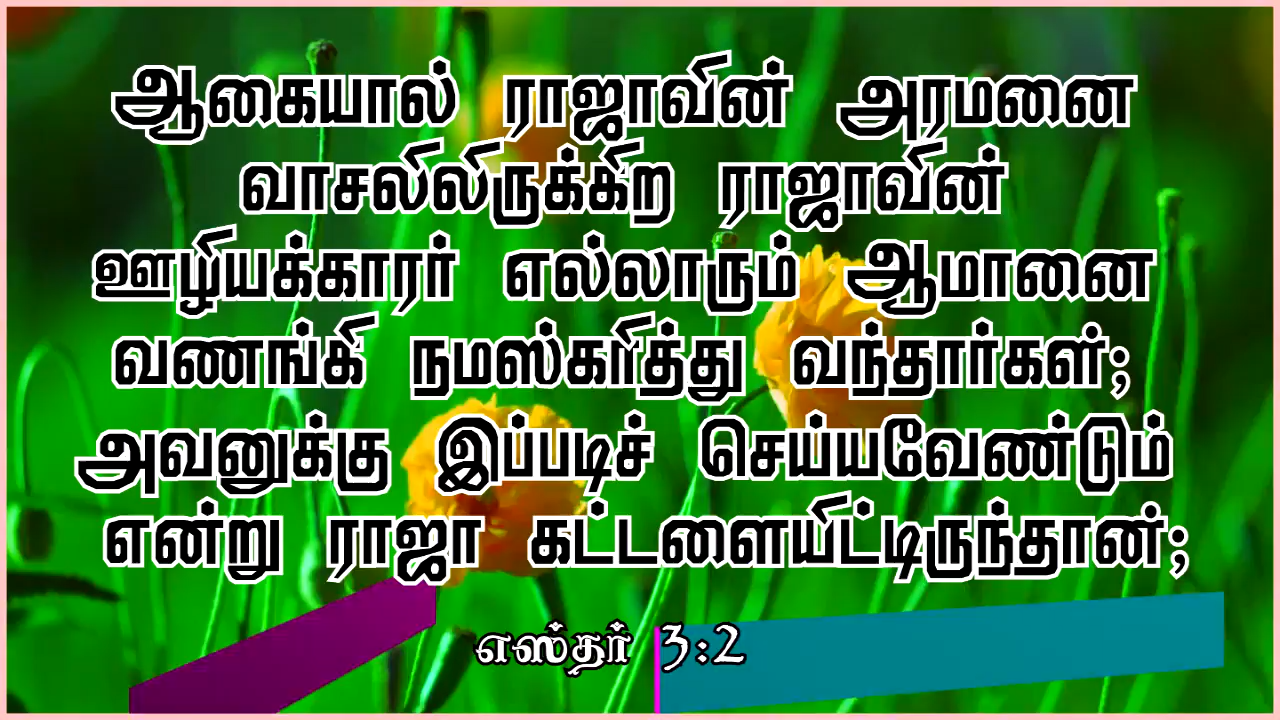 ஆகையால் ராஜாவின் அரமனை
வாசலிலிருக்கிற ராஜாவின்
ஊழியக்காரர் எல்லாரும் ஆமானை
வணங்கி நமஸ்கரித்து வந்தார்கள்;
அவனுக்கு இப்படிச் செய்யவேண்டும்
என்று ராஜா கட்டளையிட்டிருந்தான்;
எஸ்தர் 3:2